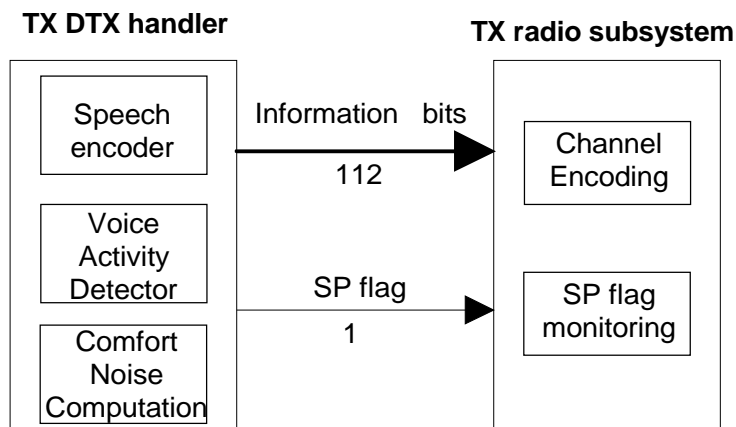 TX DTX handler
TX radio subsystem
Speech
encoder
Information bits
112
Channel
Encoding
Voice
Activity
Detector
SP flag
1
SP flag
monitoring
Comfort
Noise
Computation